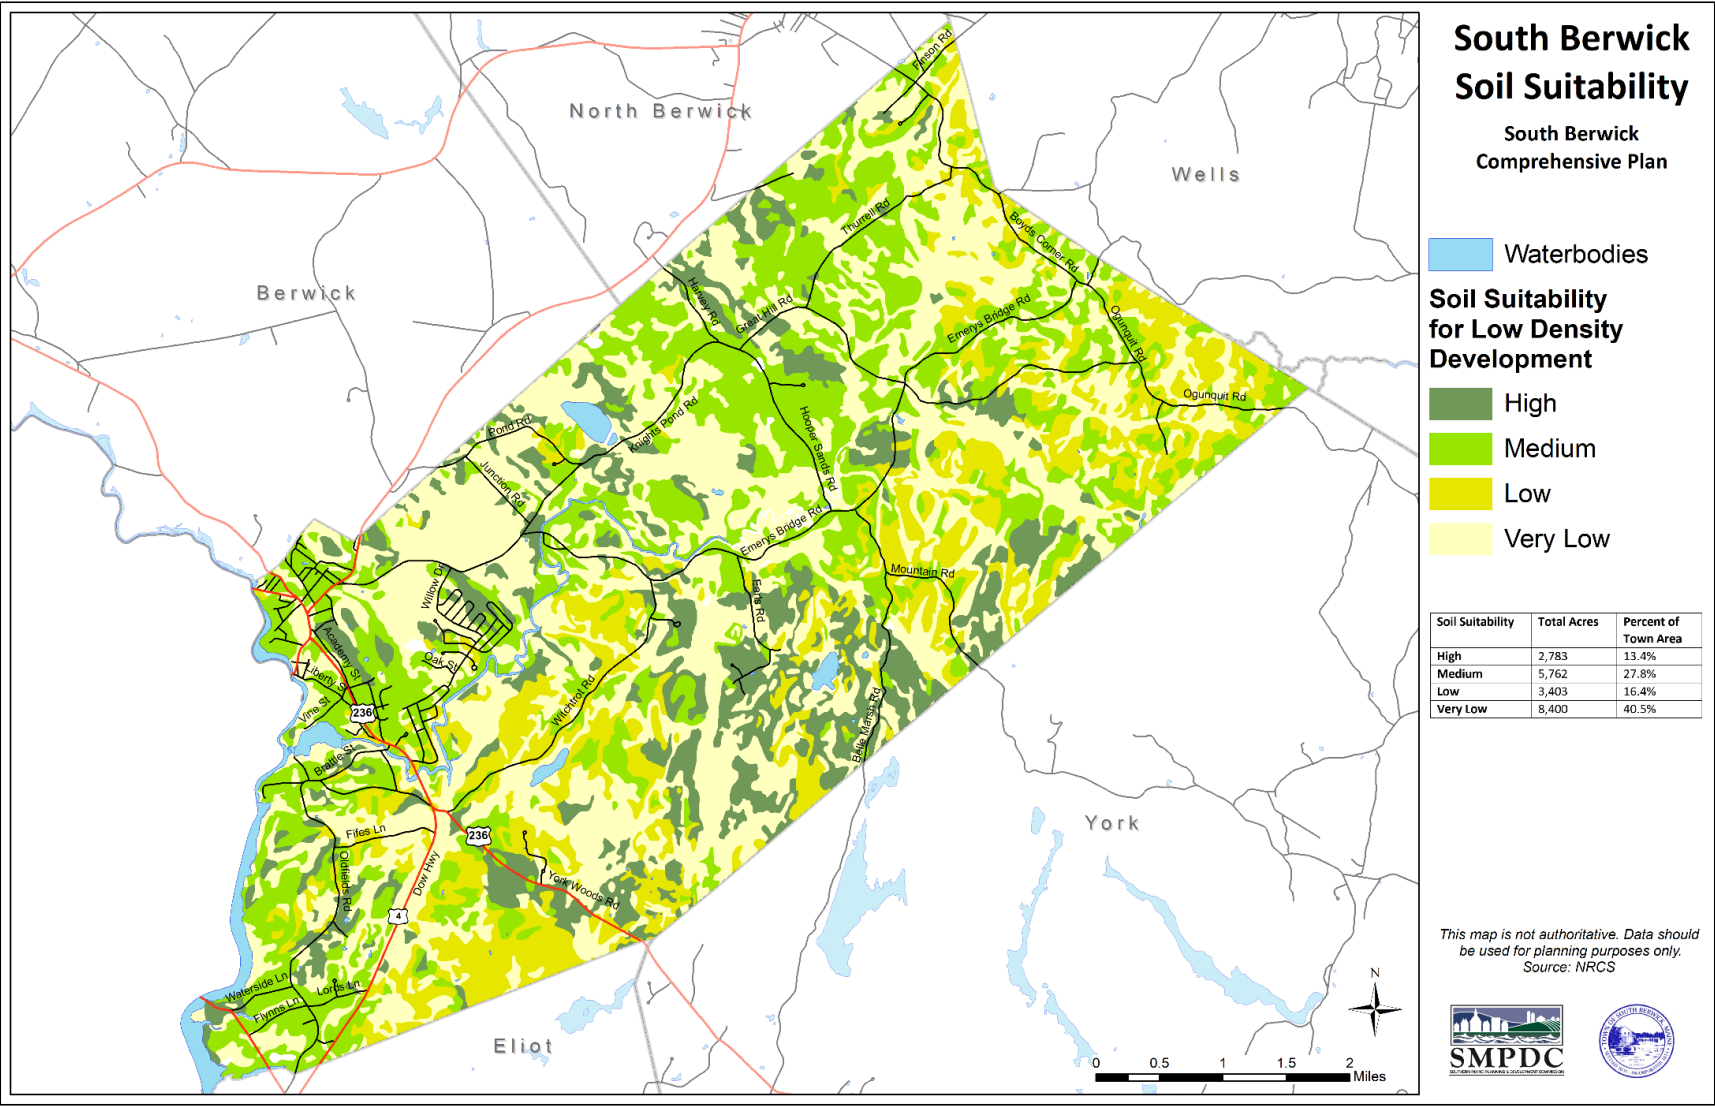 South Berwick
Soil Suitability
South Berwick
Comprehensive Plan
Waterbodies
Soil Suitability
for Low Density
Development
High
Medium
Low
Very Low
Soil Suitability Total Acres Percent of
Town Area
High 2,783 13.4%
Medium 5,762 27.8%
Low 3,403 16.4%
Very Low 8,400 40.5%
This map is not authoritative. Data should
be used for planning purposes only.
Source: NRCS
N
SMPDC
0 0.5 1 1.5 2
Miles
North Berwick
Wells
Berwick
York
Eliot
Finson Rd
Thurrell Rd
Boyds Corner Rd
Harvey Rd
Great Hill Rd
Emerys Bridge Rd
Ogunquit Rd
Ogunquit Rd
Knights Pond Rd
Pond Rd
Hooper Sands Rd
Junction Rd
Emerys Bridge Rd
Mountain Rd
Willow Dr
Earls Rd
Academy St
Oak St
Liberty St
Vine St
236
Witchtrot Rd
Belle Marsh Rd
Brattle St
Fifes Ln
236
Oldfields Rd
Dow Hwy
York Woods Rd
4
Waterside Ln
Lords Ln
Flynns Ln